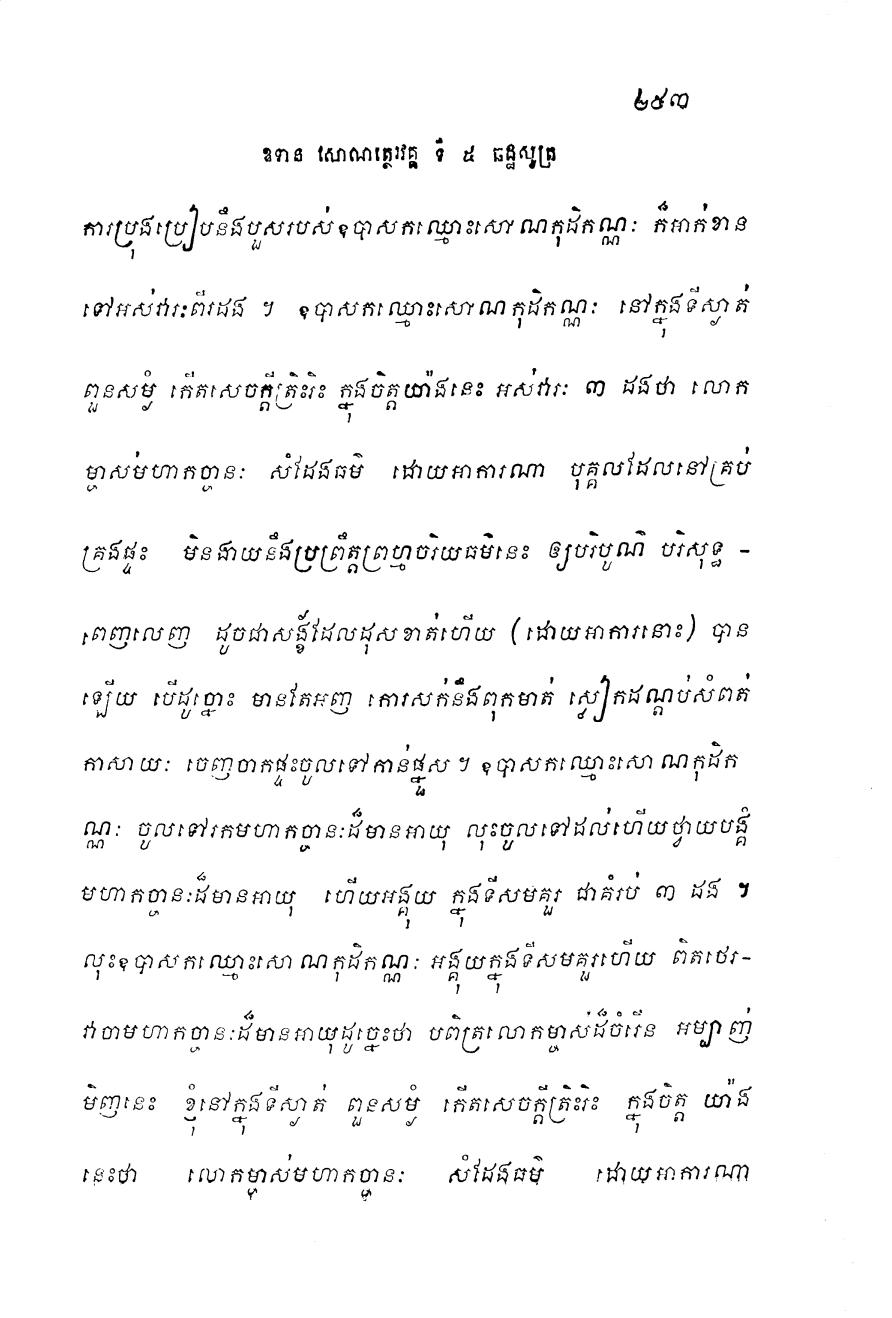 ២៥៣
ឧទាន សោណត្ថេរវគ្គ ទី ៥ ឆដ្ឋសូត្រ
ការប្រុងប្រៀបនឹងបួសរបស់ឧបាសកឈ្មោះសោណកុដិកណ្ណៈ ក៏អាក់ខាន
ទៅអស់វារៈពីរដង ។ ឧបាសកឈ្មោះសោណកុដិកណ្ណៈ នៅក្នុងទីស្ងាត់
ពួនសម្ងំ កើតសេចក្តីត្រិះរិះ ក្នុងចិត្តយ៉ាងនេះ អស់វារៈ ៣ ដងថា លោក
ម្ចាស់មហាកច្ចានៈ សំដែងធម៌ ដោយអាការណា បុគ្គលដែលនៅគ្រប់
គ្រងផ្ទះ មិនងាយនឹងប្រព្រឹត្តព្រហ្មចរិយធម៌នេះ ឲ្យបរិបូណ៌ បរិសុទ្ធ -
ពេញលេញ ដូចជាសង្ខ័ដែលដុសខាត់ហើយ (ដោយអាការនោះ) បាន
ឡើយ បើដូច្នោះ មានតែអញ កោរសក់នឹងពុកមាត់ ស្លៀកដណ្តប់សំពត់
កាសាយៈ ចេញចាកផ្ទះចូលទៅកាន់ផ្នួស ។ ឧបាសកឈ្មោះសោណកុដិក
ណ្ណៈ ចូលទៅរកមហាកច្ចានៈដ៏មានអាយុ លុះចូលទៅដល់ហើយថ្វាយបង្គំ
មហាកច្ចានៈដ៏មានអាយុ ហើយអង្គុយ ក្នុងទីសមគួរ ជាគំរប់ ៣ ដង ។
លុះឧបាសកឈ្មោះសោណកុដិកណ្ណៈ អង្គុយក្នុងទីសមគួរហើយ ពិតថេរ-
វាចាមហាកច្ចានៈដ៏មានអាយុដូច្នេះថា បពិត្រលោកម្ចាស់ដ៏ចំរើន អម្បាញ់
មិញនេះ ខ្ញុំនៅក្នុងទីស្ងាត់ ពួនសម្ងំ កើតសេចក្តីត្រិះរិះ ក្នុងចិត្ត យ៉ាង
នេះថា លោកម្ចាស់មហាកច្ចានៈ សំដែងធម៌ ដោយអាការណា